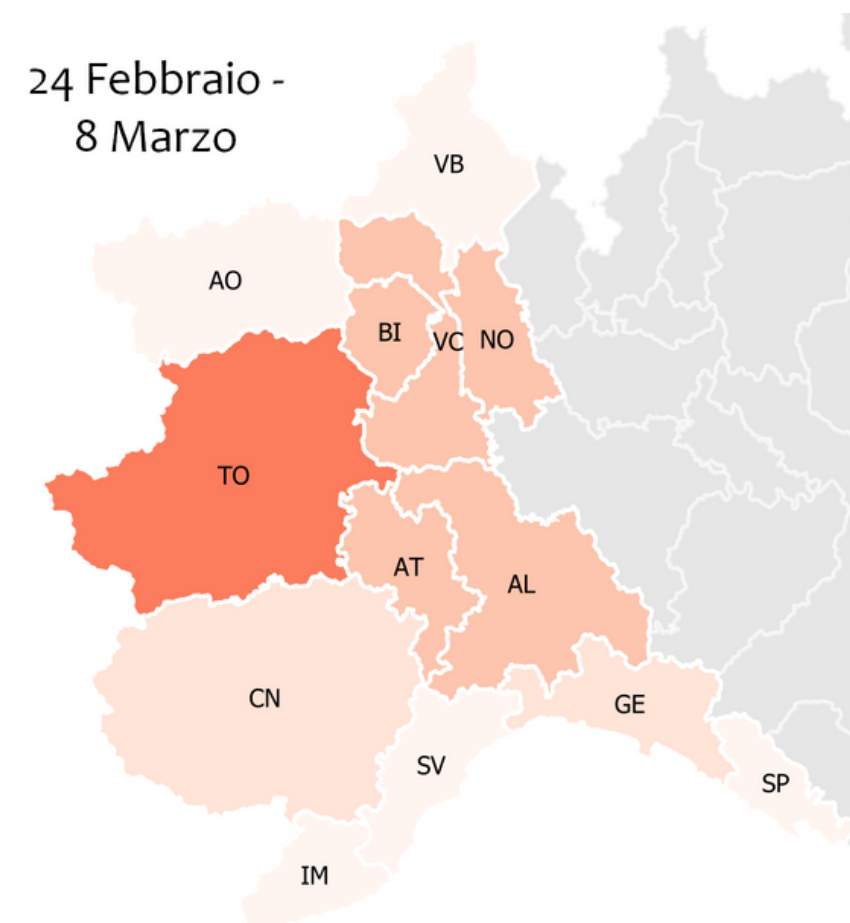 24 Febbraio -
8 Marzo
VB
AO
BI
VC
NO
TO
AT
AL
CN
GE
SV
SP
IM